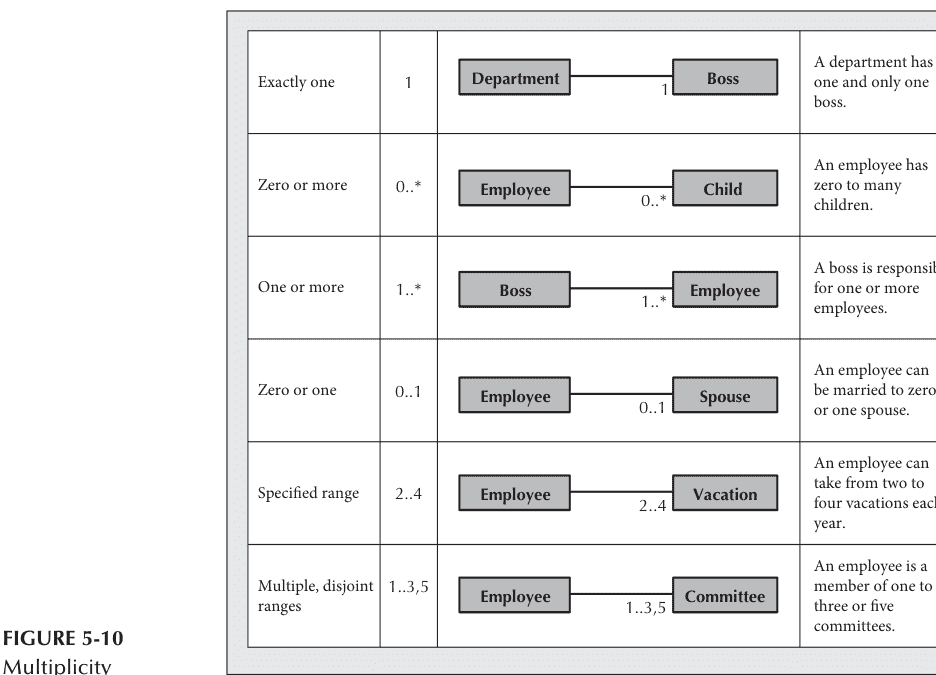 Exactly one
1
Department
1
Boss
A department has
one and only one
boss.
Zero or more
0..*
Employee
0..*
Child
An employee has
zero to many
children.
One or more
1..*
Boss
1..*
Employee
A boss is responsib
for one or more
employees.
Zero or one
0..1
Employee
0..1
Spouse
An employee can
be married to zero
or one spouse.
Specified range
2..4
Employee
2..4
Vacation
An employee can
take from two to
four vacations each
year.
Multiple, disjoint
ranges
1..3,5
Employee
1..3,5
Committee
An employee is a
member of one to
three or five
committees.
FIGURE 5-10
Multiplicity